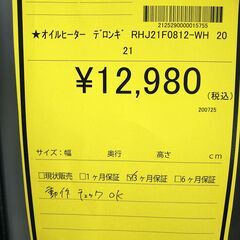 2125290000015755
★オイルヒーター デロンギ RHJ21F0812-WH 20
21
¥12,980
(税込)
200725
サイズ:幅 奥行 高さ cm
□現状販売 □1ヶ月保証 ☑3ヶ月保証 □6ヶ月保証
動作チェックOK